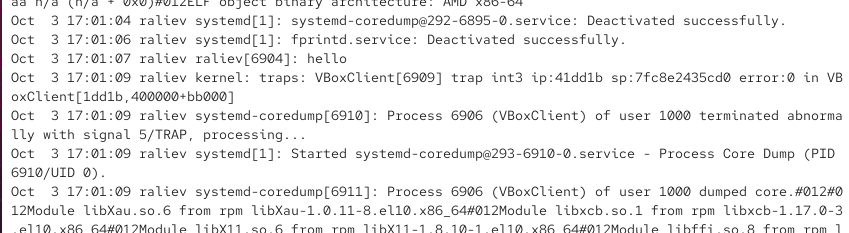 aa n/a (n/a + 0x0)#012ELF object binary architecture: AMD x86-64
Oct  3 17:01:04 raliev systemd[1]: systemd-coredump@292-6895-0.service: Deactivated successfully.
Oct  3 17:01:06 raliev systemd[1]: fprintd.service: Deactivated successfully.
Oct  3 17:01:07 raliev raliev[6904]: hello
Oct  3 17:01:09 raliev kernel: traps: VBoxClient[6909] trap int3 ip:41dd1b sp:7fc8e2435cd0 error:0 in VB
oxClient[1dd1b,400000+bb000]
Oct  3 17:01:09 raliev systemd-coredump[6910]: Process 6906 (VBoxClient) of user 1000 terminated abnorma
lly with signal 5/TRAP, processing...
Oct  3 17:01:09 raliev systemd[1]: Started systemd-coredump@293-6910-0.service - Process Core Dump (PID
6910/UID 0).
Oct  3 17:01:09 raliev systemd-coredump[6911]: Process 6906 (VBoxClient) of user 1000 dumped core.#012#0
12Module libXau.so.6 from rpm libXau-1.0.11-8.el10.x86_64#012Module libxcb.so.1 from rpm libxcb-1.17.0-3
.el10.x86_64#012Module libX11.so.6 from rpm libX11-1.8.10-1.el10.x86_64#012Module libffi.so.8 from rpm l